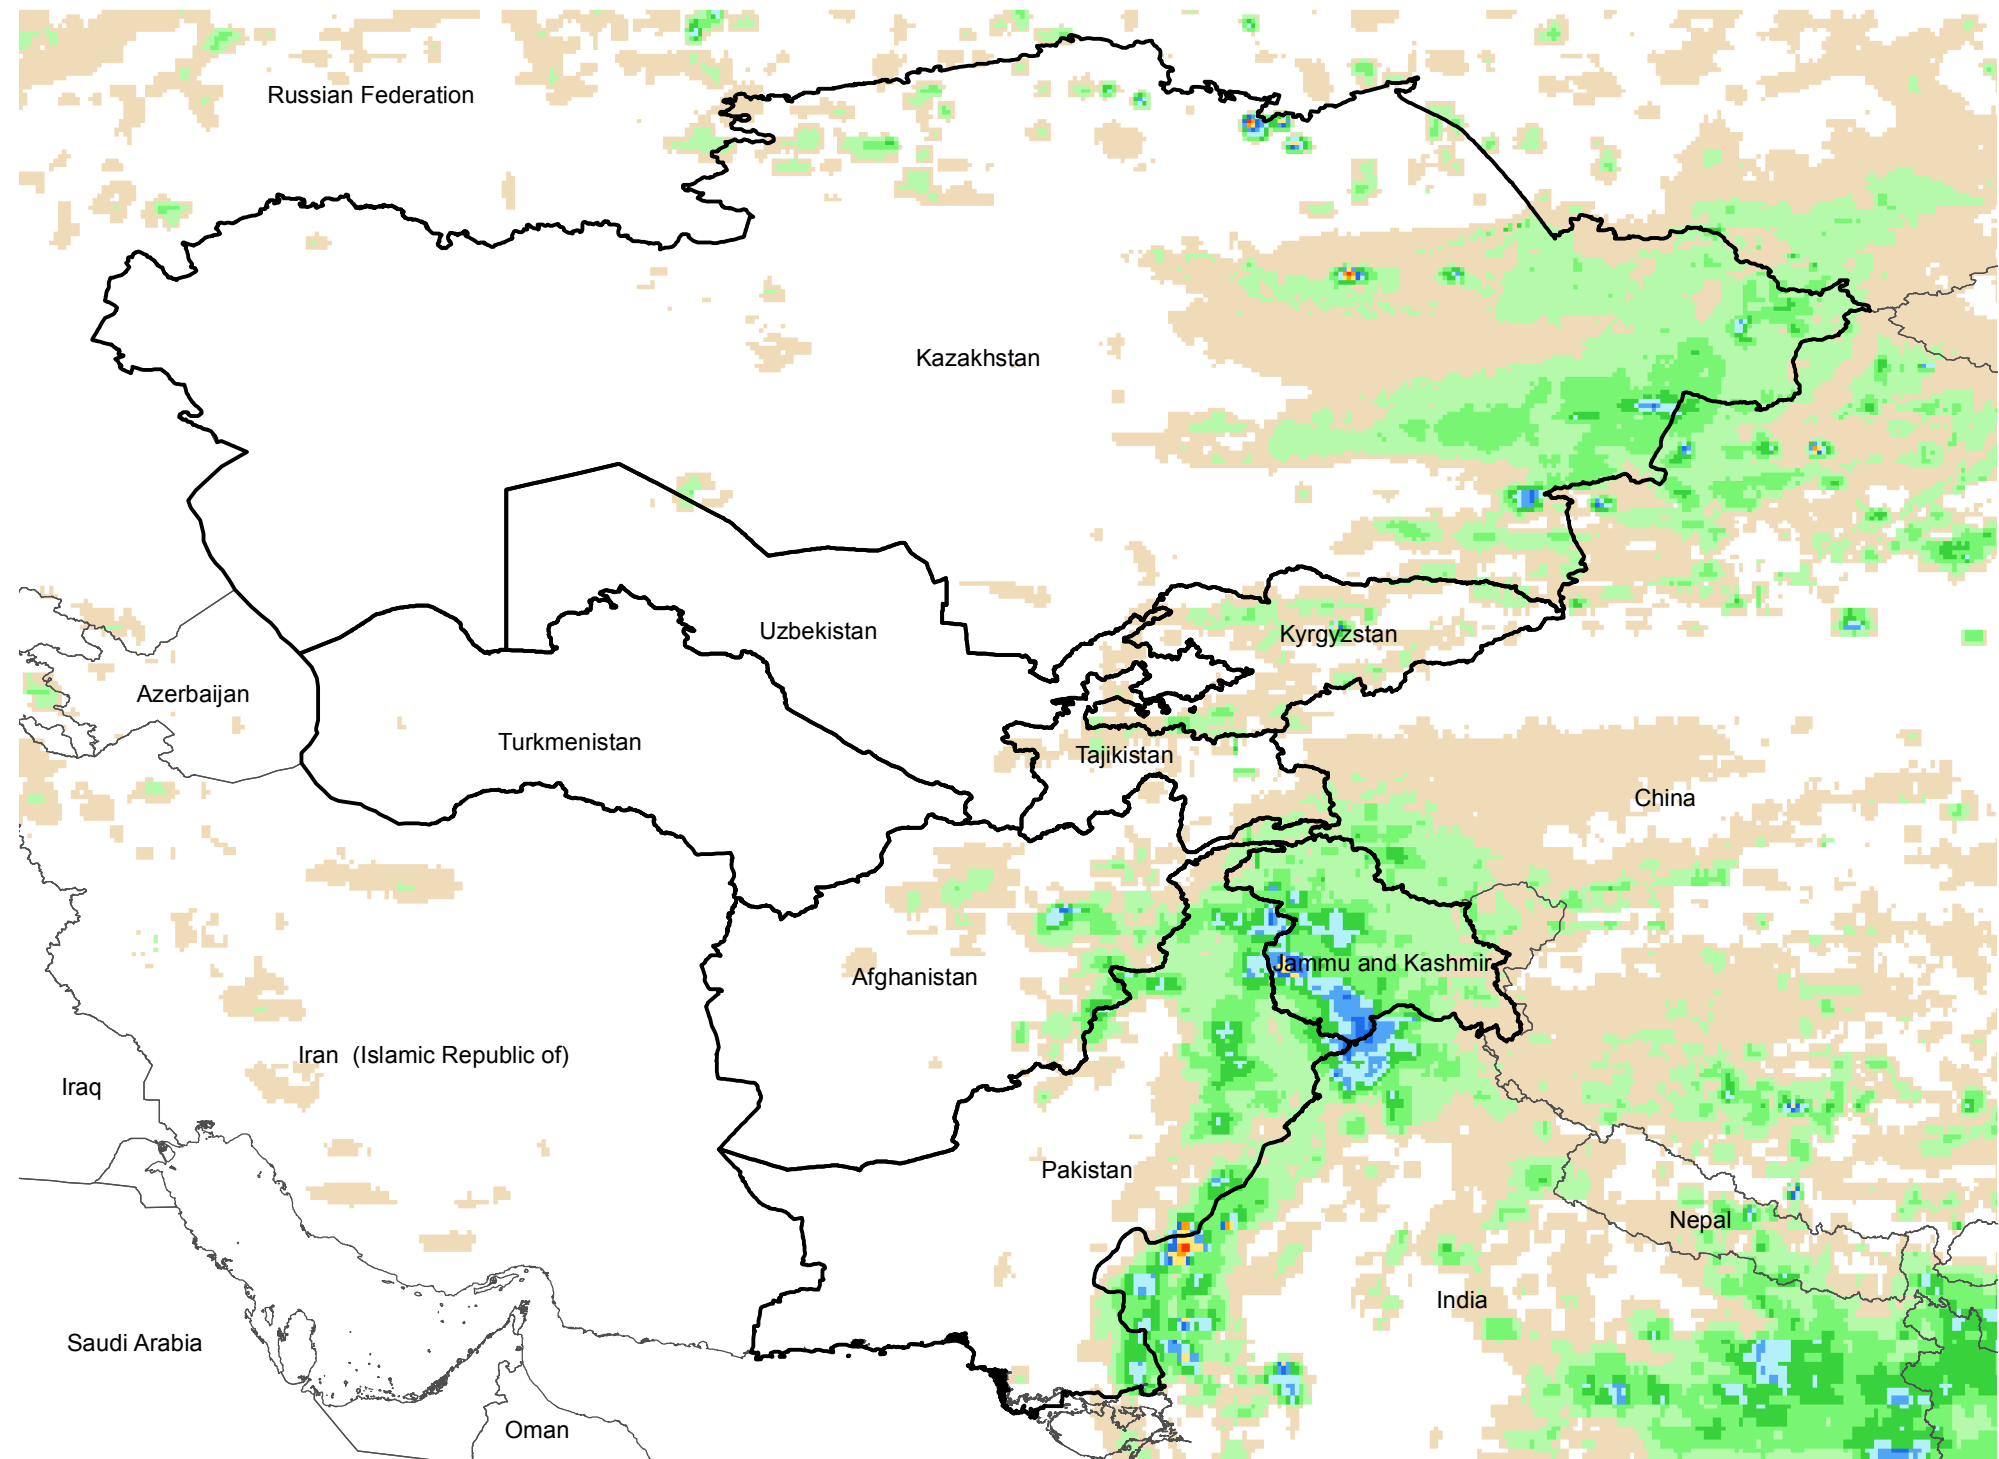 Russian Federation
Kazakhstan
Uzbekistan
Kyrgyzstan
Azerbaijan
Turkmenistan
Tajikistan
China
Jammu and Kashmir
Afghanistan
Iran  (Islamic Republic of)
Iraq
Pakistan
Nepal
India
Saudi Arabia
Oman